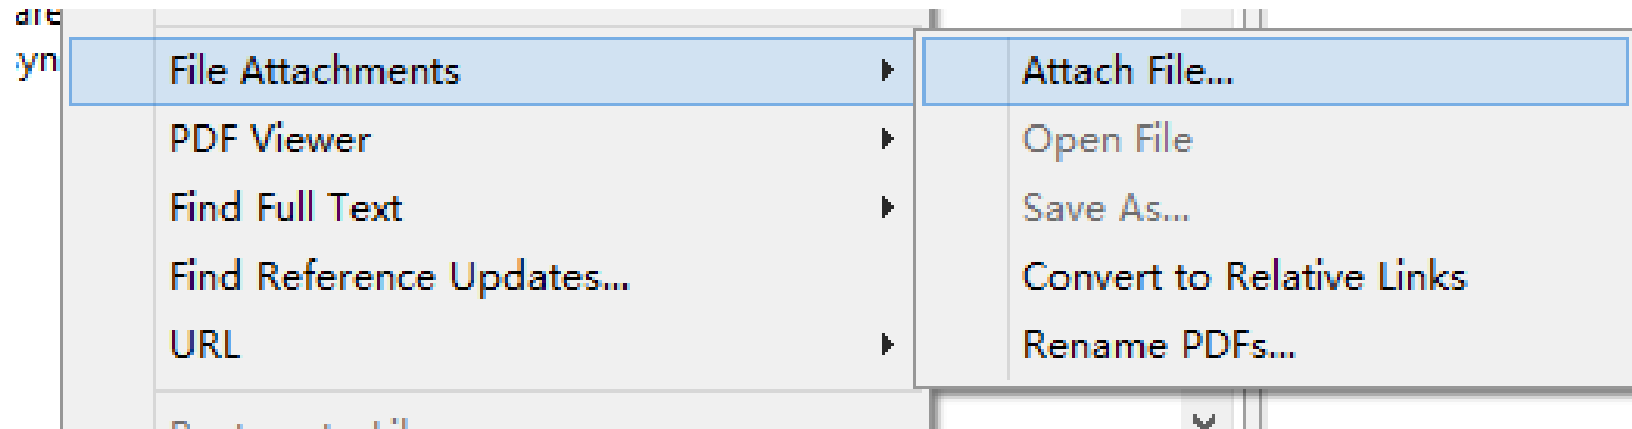 File Attachments
PDF Viewer
Find Full Text
Find Reference Updates...
URL
Attach File...
Open File
Save As...
Convert to Relative Links
Rename PDFs...